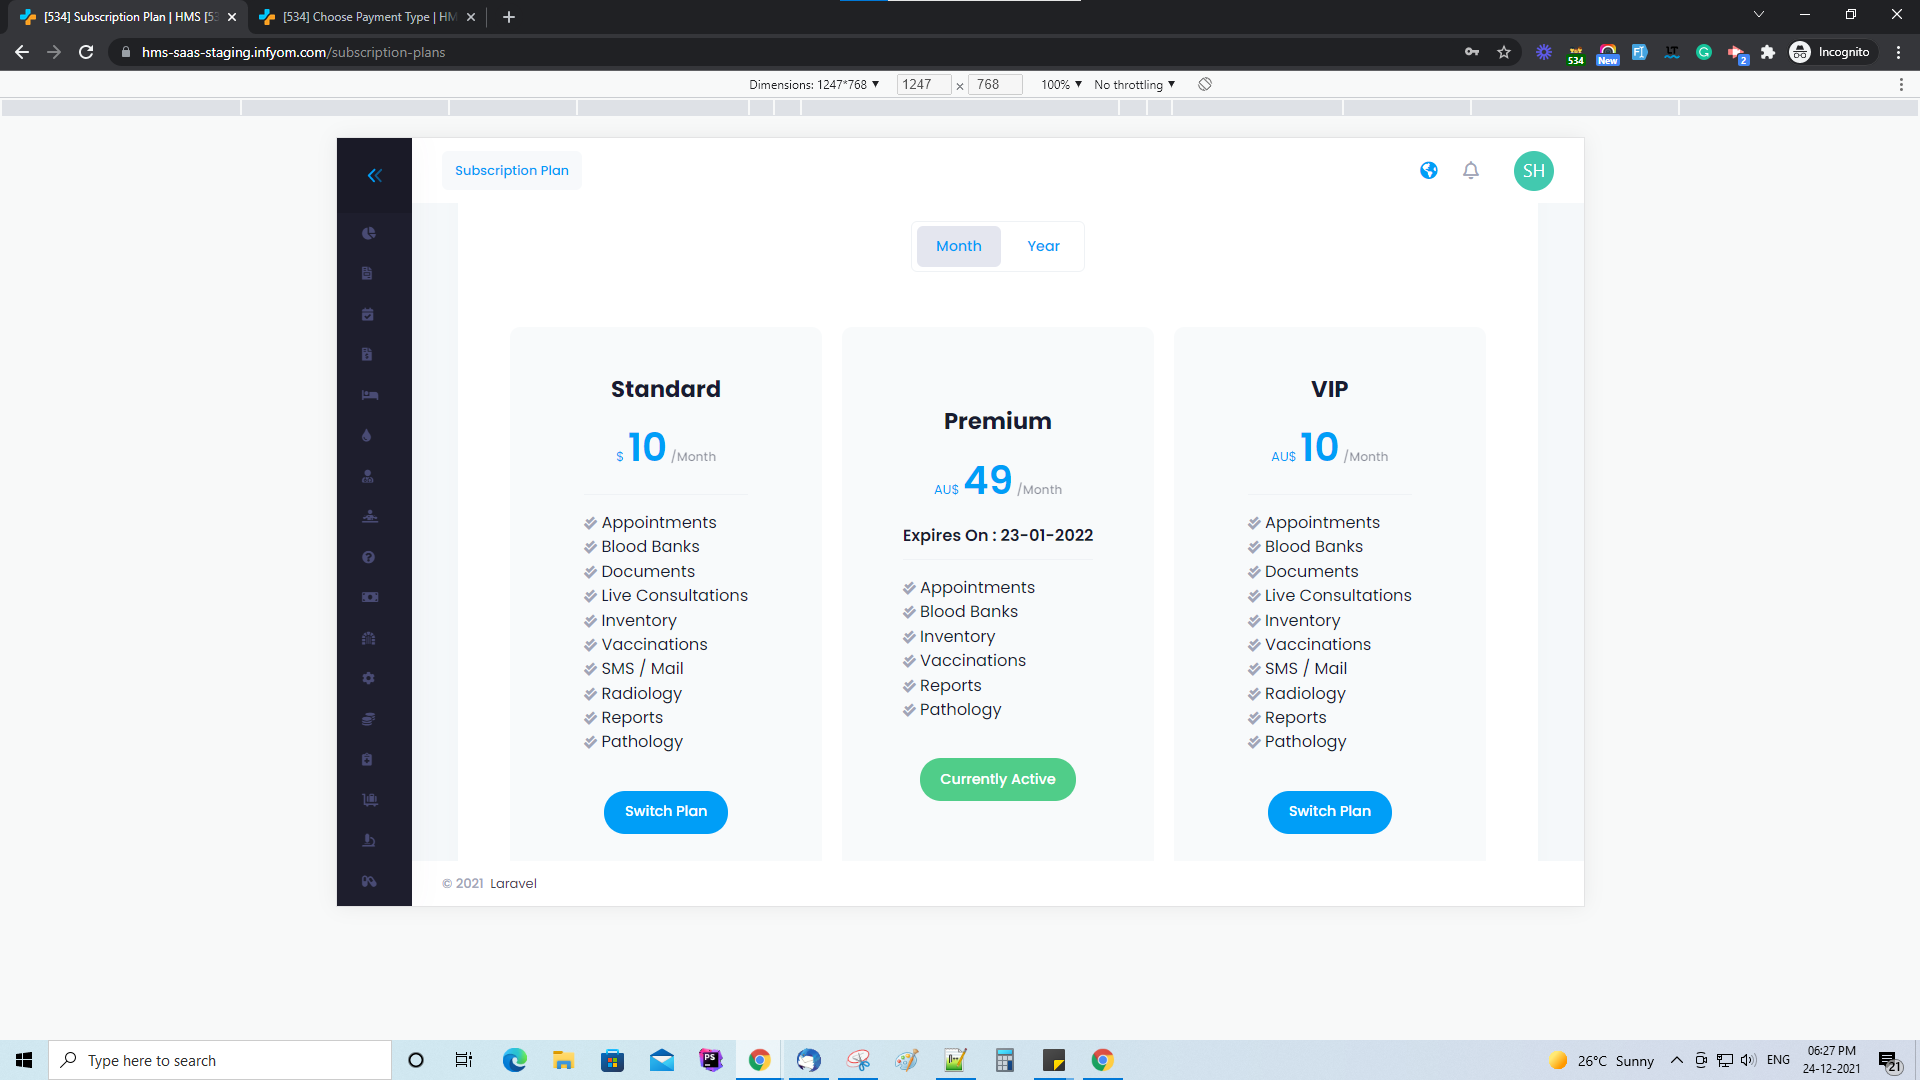 [534] Subscription Plan | HMS [53
[534] Choose Payment Type | HM
hms-saas-staging.infyom.com/subscription-plans
534
New
2
Incognito
Dimensions: 1247*768 ▼ 1247 × 768 100% ▼ No throttling ▼
Subscription Plan
SH
Month Year
Standard
$ 10 /Month
Appointments
Blood Banks
Documents
Live Consultations
Inventory
Vaccinations
SMS / Mail
Radiology
Reports
Pathology
Switch Plan
Premium
AU$ 49 /Month
Expires On : 23-01-2022
Appointments
Blood Banks
Inventory
Vaccinations
Reports
Pathology
Currently Active
VIP
AU$ 10 /Month
Appointments
Blood Banks
Documents
Live Consultations
Inventory
Vaccinations
SMS / Mail
Radiology
Reports
Pathology
Switch Plan
© 2021 Laravel
Type here to search
PS
26°C Sunny
ENG
06:27 PM
24-12-2021
21